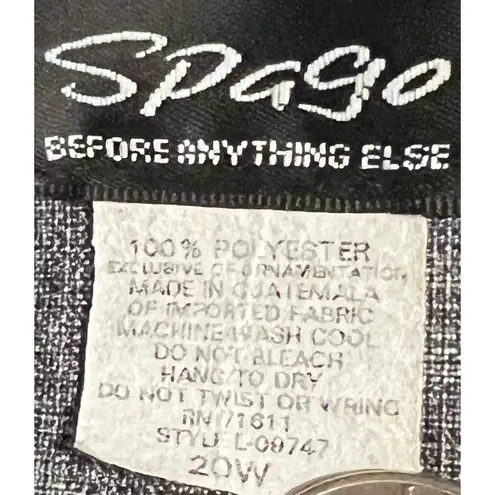 Spago
BEFORE ANYTHING ELSE
100% POLYESTER
EXCLUSIVE OF ORNAMENTATION
MADE IN GUATEMALA
OF IMPORTED FABRIC
MACHINE WASH COOL
DO NOT BLEACH
HANG TO DRY
DO NOT TWIST OR WRING
RN 71611
STYLE L-09747
20W